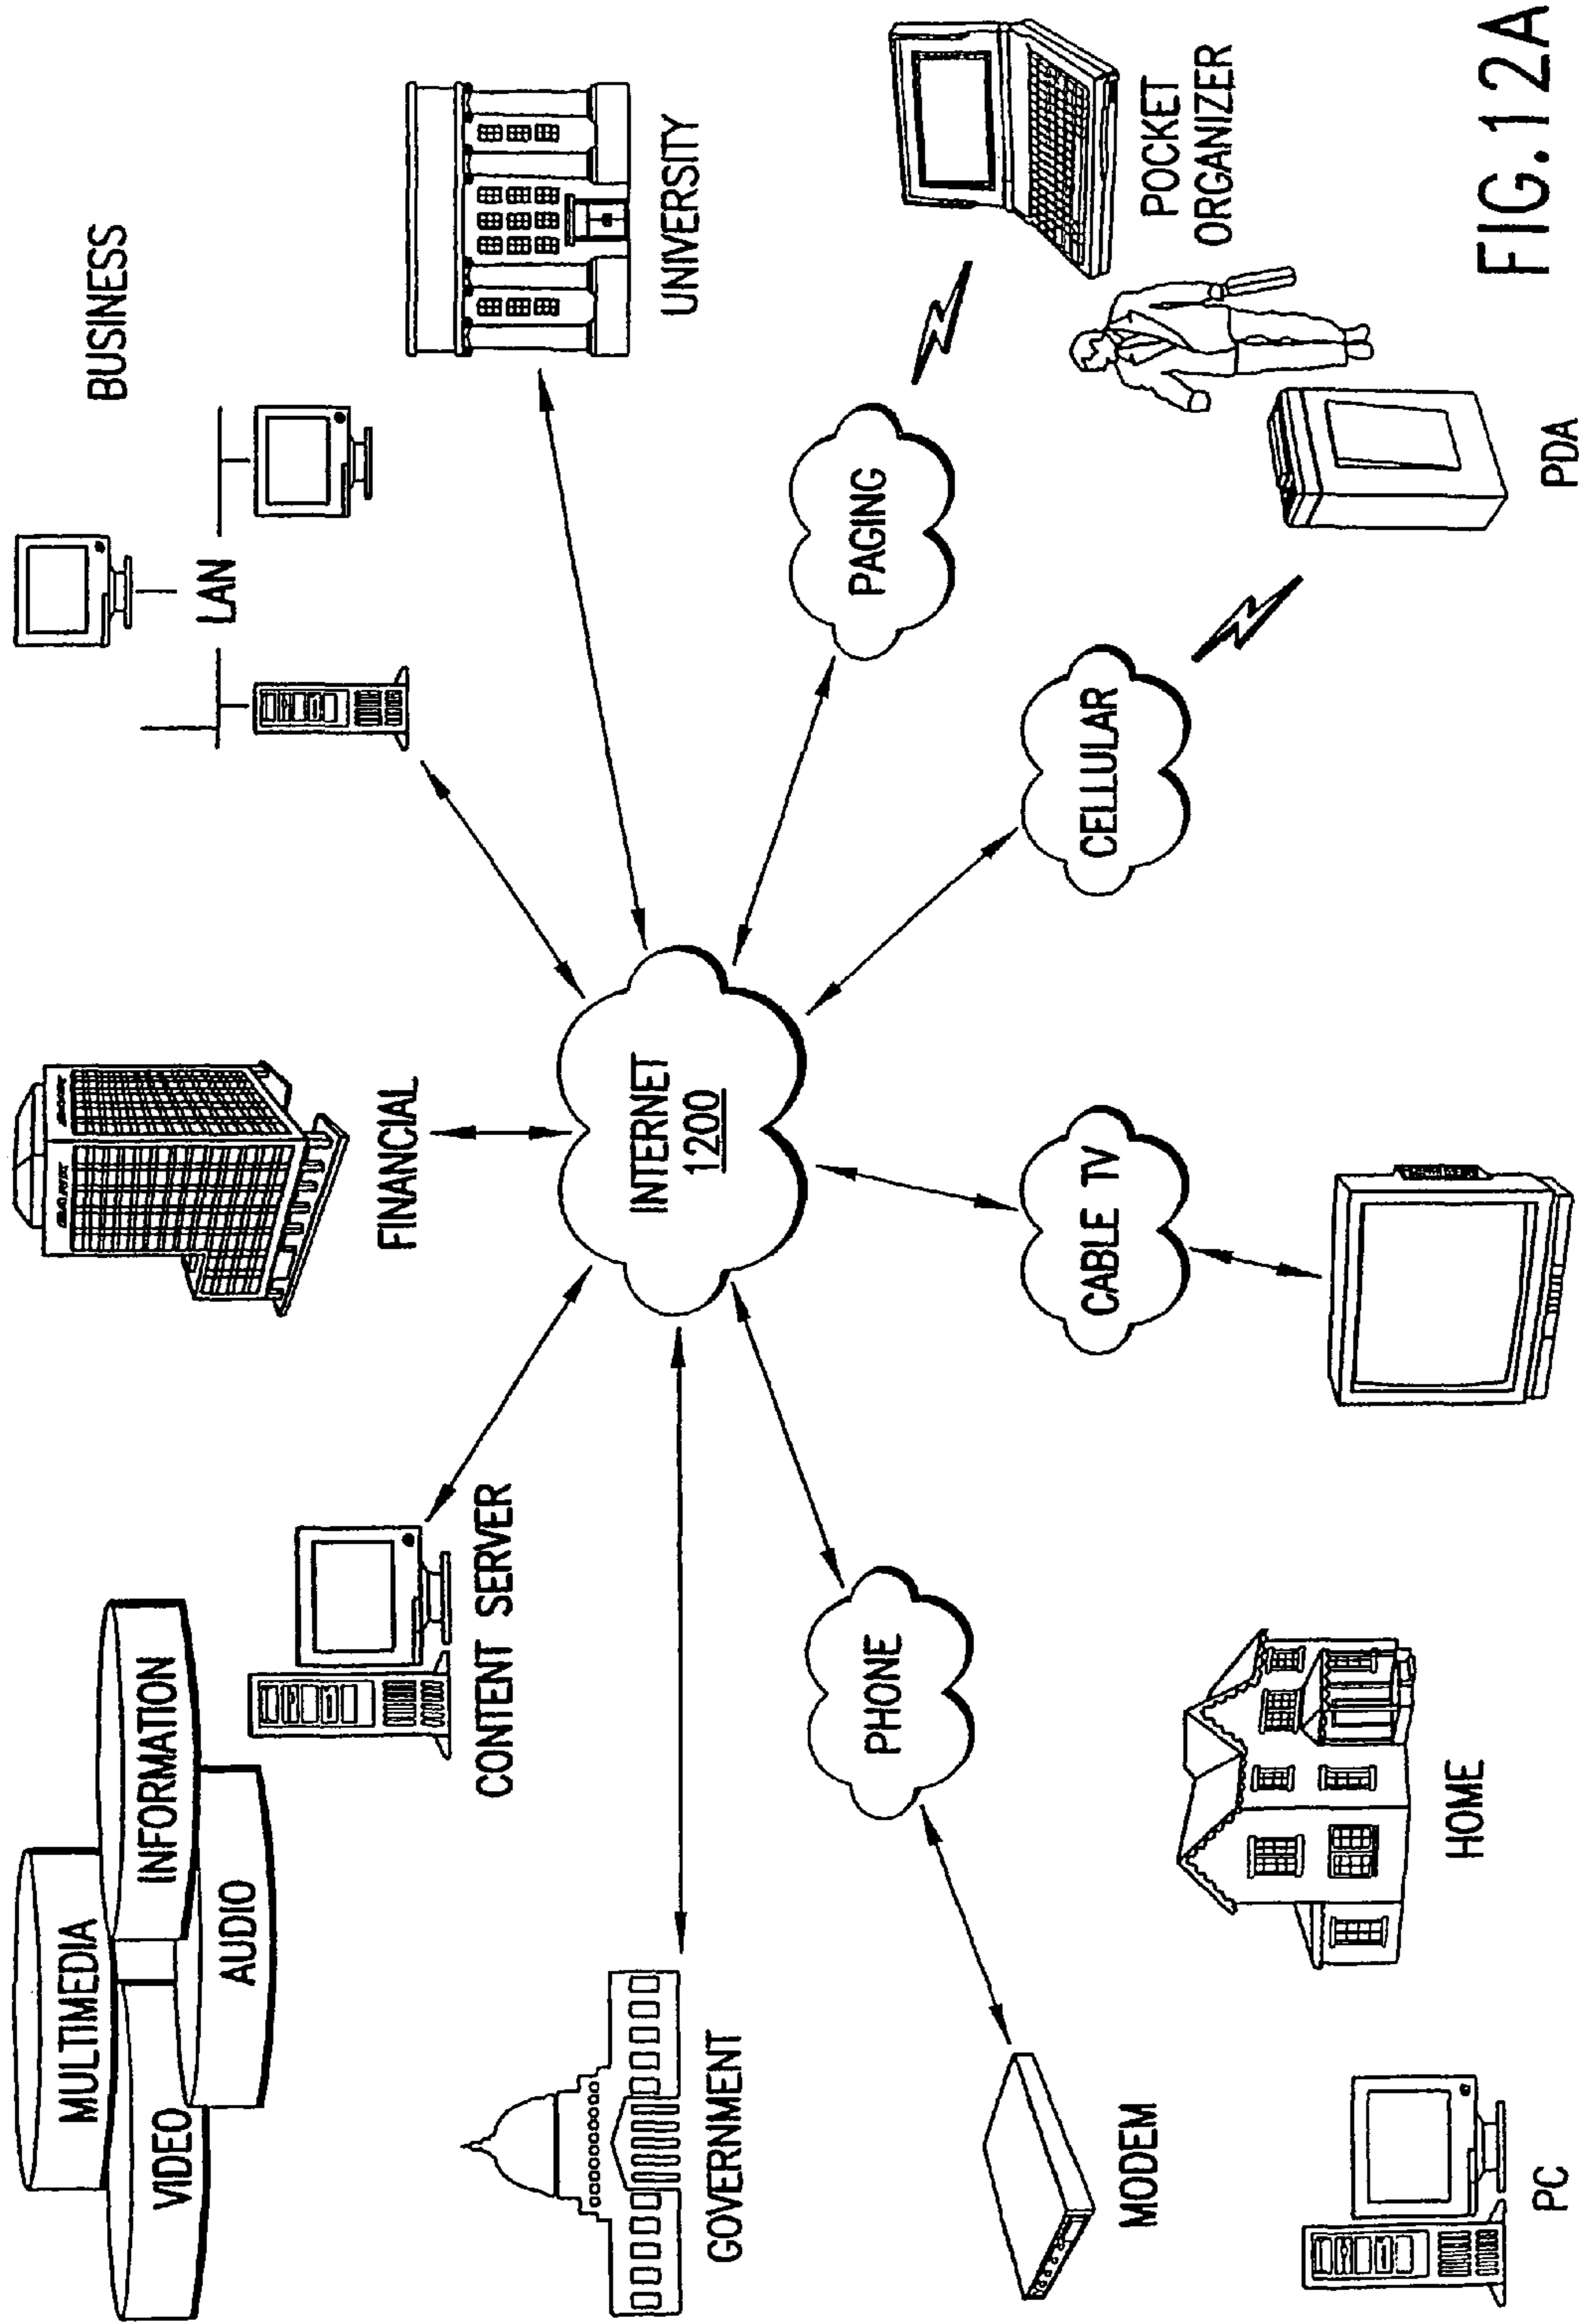 MULTIMEDIA
VIDEO
INFORMATION
AUDIO
CONTENT SERVER
FINANCIAL
BUSINESS
LAN
UNIVERSITY
GOVERNMENT
INTERNET
1200
PHONE
CABLE TV
CELLULAR
PAGING
MODEM
POCKET
ORGANIZER
HOME
PC
PDA
FIG.12A